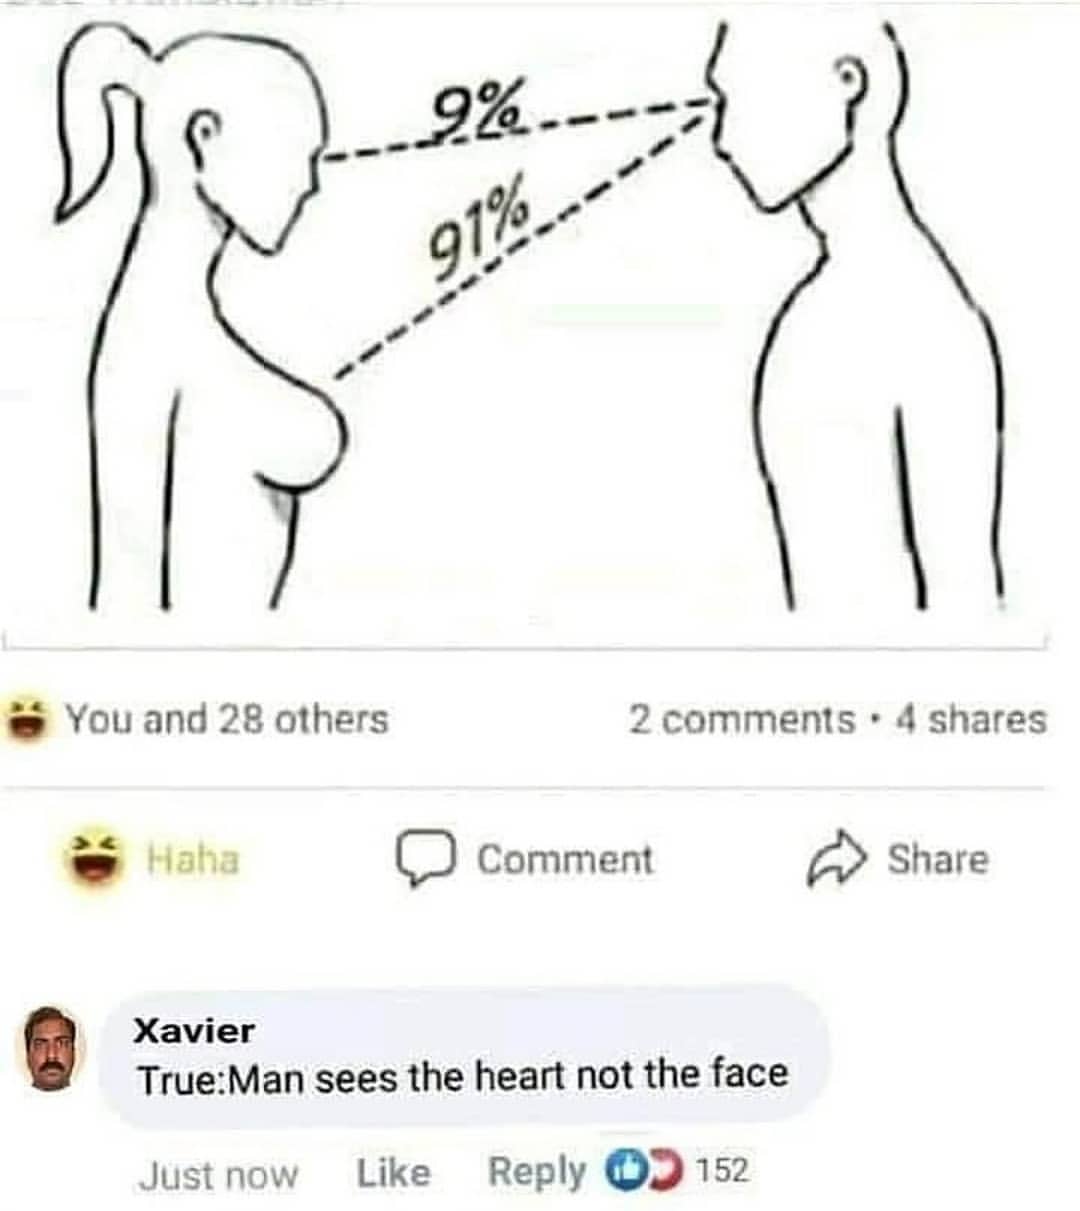 9%
91%
You and 28 others
2 comments • 4 shares
Haha
Comment
Share
Xavier
True:Man sees the heart not the face
Just now Like Reply 152